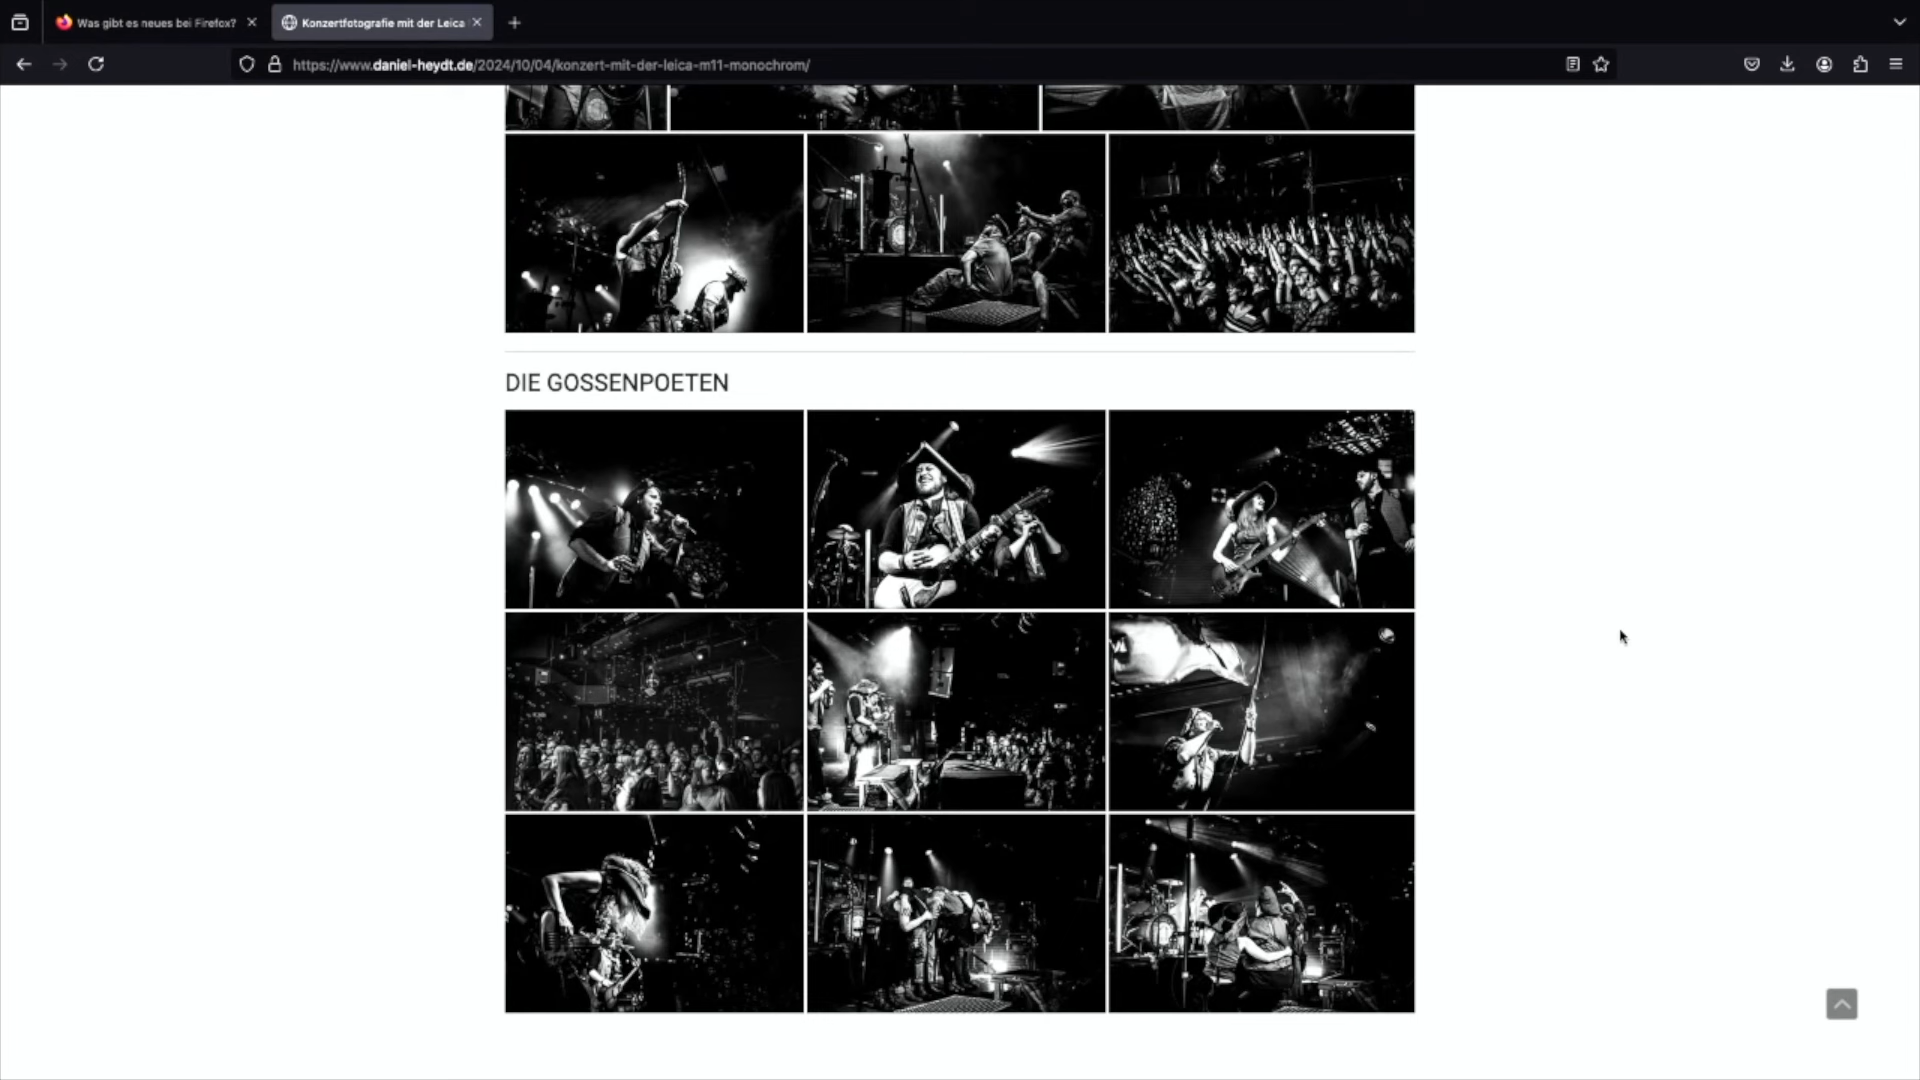 Was gibt es neues bei Firefox?
Konzertfotografie mit der Leica
https://www.daniel-heydt.de/2024/10/04/konzert-mit-der-leica-m11-monochrom/
DIE GOSSENPOETEN